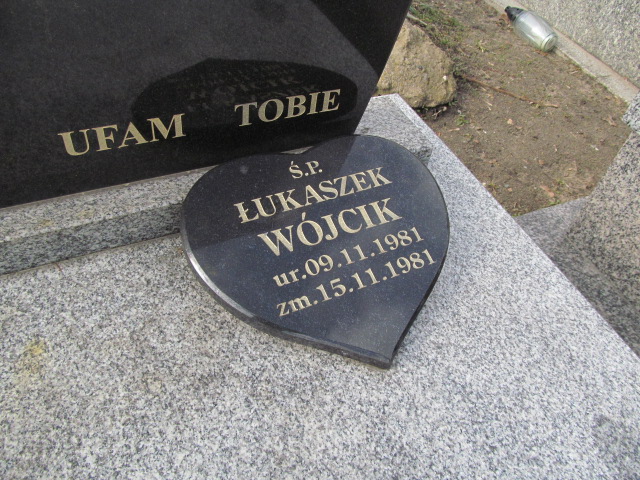 UFAM TOBIE
Ś.P.
ŁUKASZEK
WÓJCIK
ur.09.11.1981
zm.15.11.1981